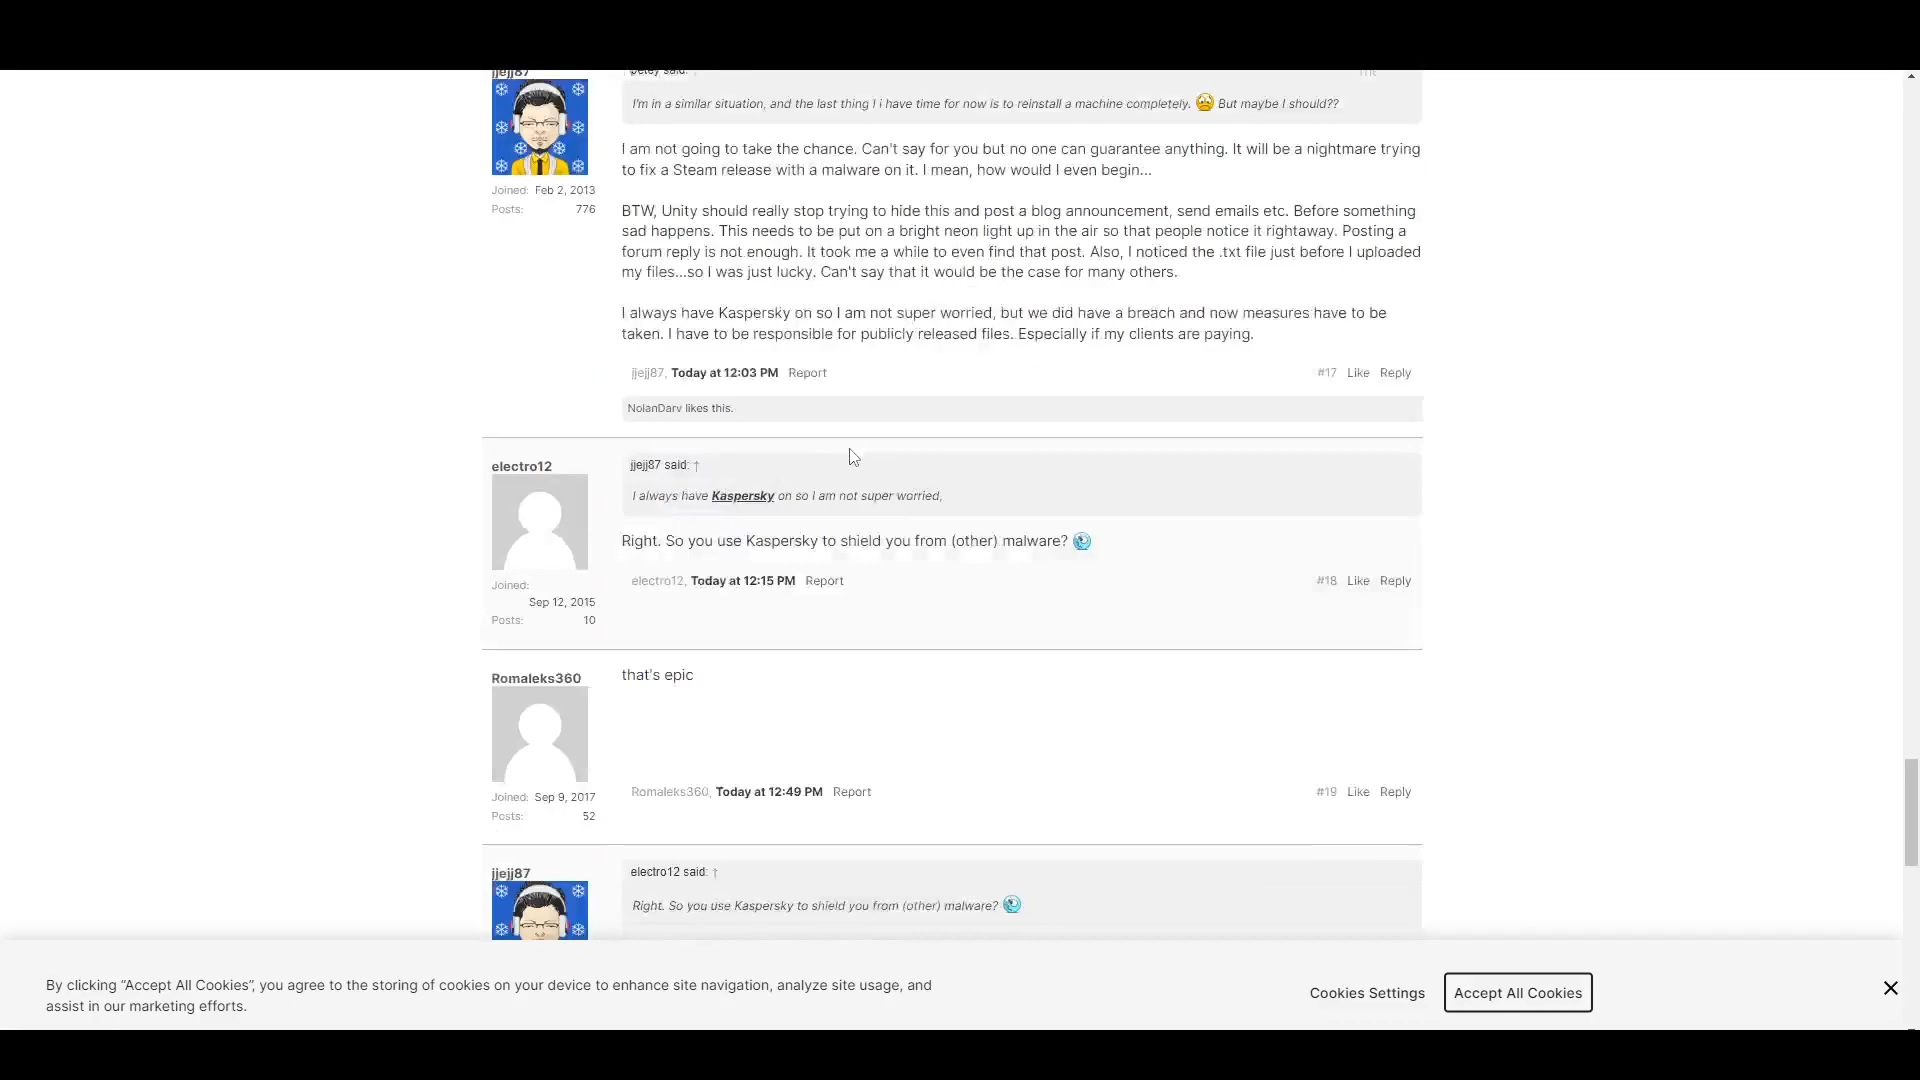 jjejj87
petey said: ↑
I'm in a similar situation, and the last thing I i have time for now is to reinstall a machine completely. But maybe I should??
I am not going to take the chance. Can't say for you but no one can guarantee anything. It will be a nightmare trying
to fix a Steam release with a malware on it. I mean, how would I even begin...
Joined: Feb 2, 2013
Posts: 776
BTW, Unity should really stop trying to hide this and post a blog announcement, send emails etc. Before something
sad happens. This needs to be put on a bright neon light up in the air so that people notice it rightaway. Posting a
forum reply is not enough. It took me a while to even find that post. Also, I noticed the .txt file just before I uploaded
my files...so I was just lucky. Can't say that it would be the case for many others.
I always have Kaspersky on so I am not super worried, but we did have a breach and now measures have to be
taken. I have to be responsible for publicly released files. Especially if my clients are paying.
jjejj87, Today at 12:03 PM Report #17 Like Reply
NolanDarv likes this.
electro12
jjejj87 said: ↑
I always have Kaspersky on so I am not super worried,
Right. So you use Kaspersky to shield you from (other) malware?
electro12, Today at 12:15 PM Report #18 Like Reply
Joined:
Sep 12, 2015
Posts: 10
Romaleks360
that's epic
Romaleks360, Today at 12:49 PM Report #19 Like Reply
Joined: Sep 9, 2017
Posts: 52
jjejj87
electro12 said: ↑
Right. So you use Kaspersky to shield you from (other) malware?
By clicking “Accept All Cookies”, you agree to the storing of cookies on your device to enhance site navigation, analyze site usage, and
assist in our marketing efforts.
Cookies Settings
Accept All Cookies